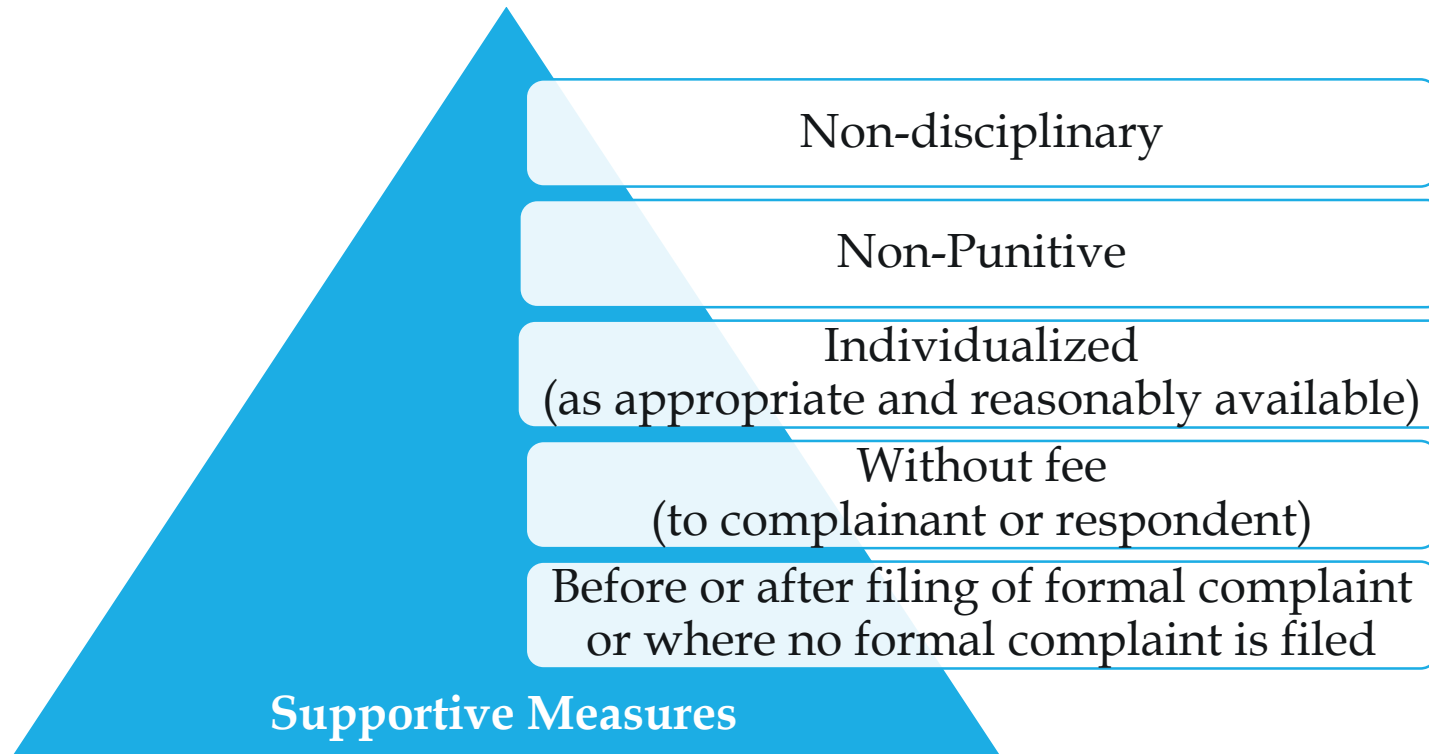 Non-disciplinary
Non-Punitive
Individualized
(as appropriate and reasonably available)
Without fee
(to complainant or respondent)
Before or after filing of formal complaint
or where no formal complaint is filed
Supportive Measures